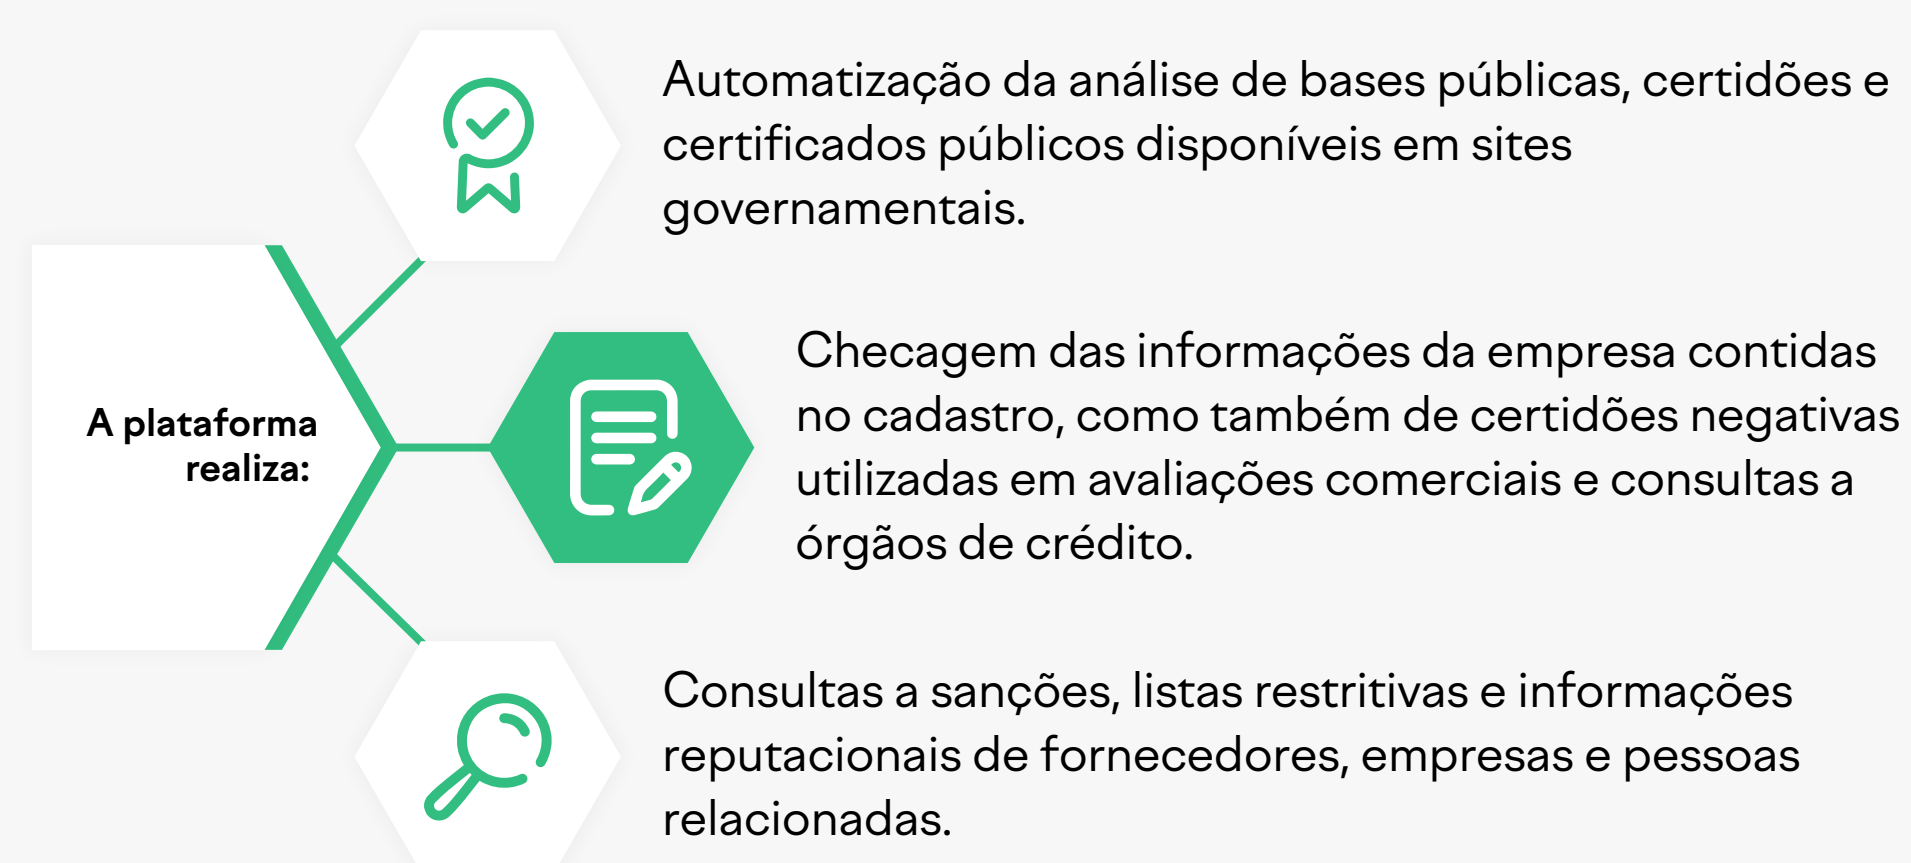 Automatização da análise de bases públicas, certidões e
certificados públicos disponíveis em sites
governamentais.
A plataforma
realiza:
Checagem das informações da empresa contidas
no cadastro, como também de certidões negativas
utilizadas em avaliações comerciais e consultas a
órgãos de crédito.
Consultas a sanções, listas restritivas e informações
reputacionais de fornecedores, empresas e pessoas
relacionadas.